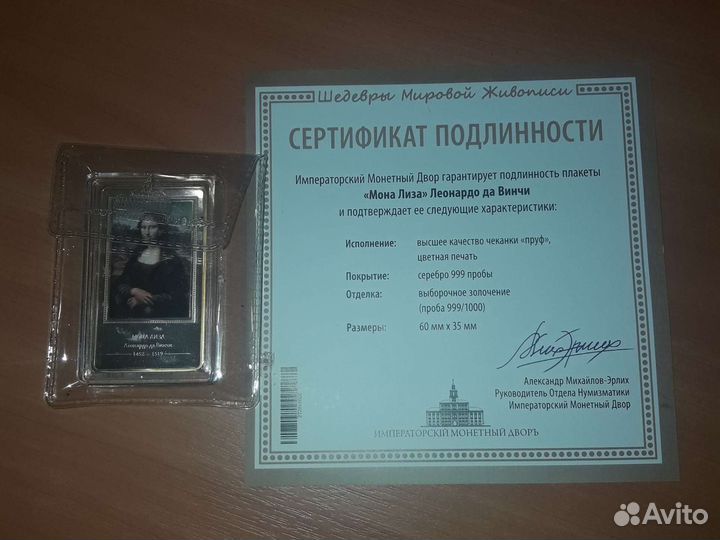 Шедевры Мировой Живописи
СЕРТИФИКАТ ПОДЛИННОСТИ
Императорский Монетный Двор гарантирует подлинность плакеты
«Мона Лиза» Леонардо да Винчи
и подтверждает ее следующие характеристики:
Исполнение: высшее качество чеканки «пруф»,
цветная печать
Покрытие: серебро 999 пробы
Отделка: выборочное золочение
(проба 999/1000)
Размеры: 60 мм x 35 мм
Александр Михайлов-Эрлих
Руководитель Отдела Нумизматики
Императорский Монетный Двор
ИМПЕРАТОРСКIЙ МОНЕТНЫЙ ДВОРЪ
МОНА ЛИЗА
Леонардо да Винчи
1452 - 1519
Avito